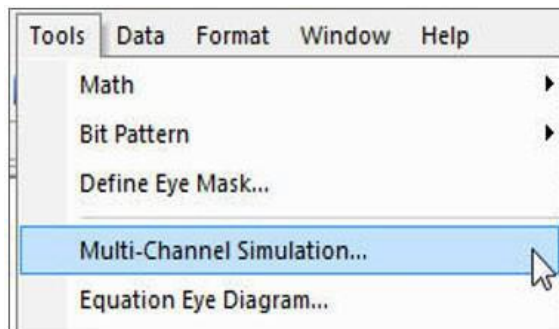 Tools Data Format Window Help
Math
Bit Pattern
Define Eye Mask...
Multi-Channel Simulation...
Equation Eye Diagram...